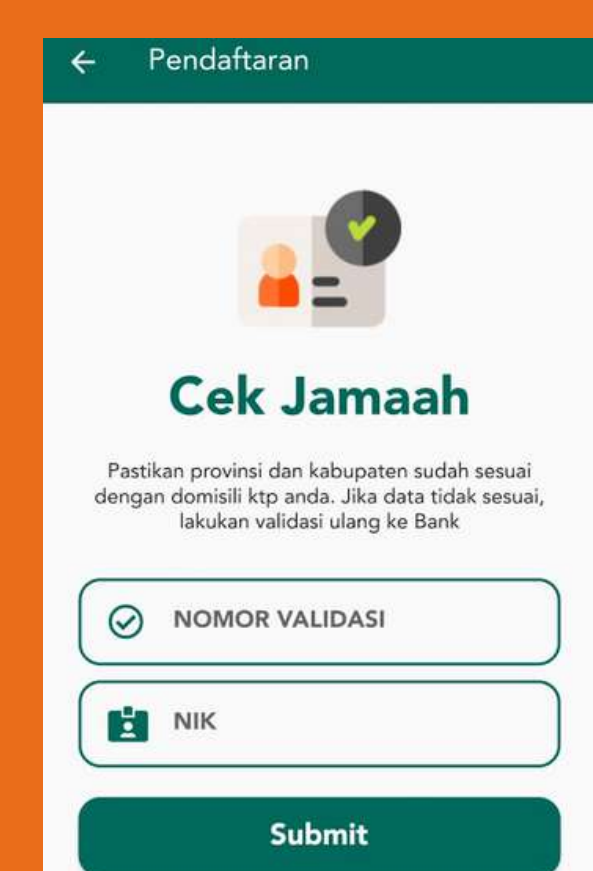 Pendaftaran
Cek Jamaah
Pastikan provinsi dan kabupaten sudah sesuai
dengan domisili ktp anda. Jika data tidak sesuai,
lakukan validasi ulang ke Bank
NOMOR VALIDASI
NIK
Submit